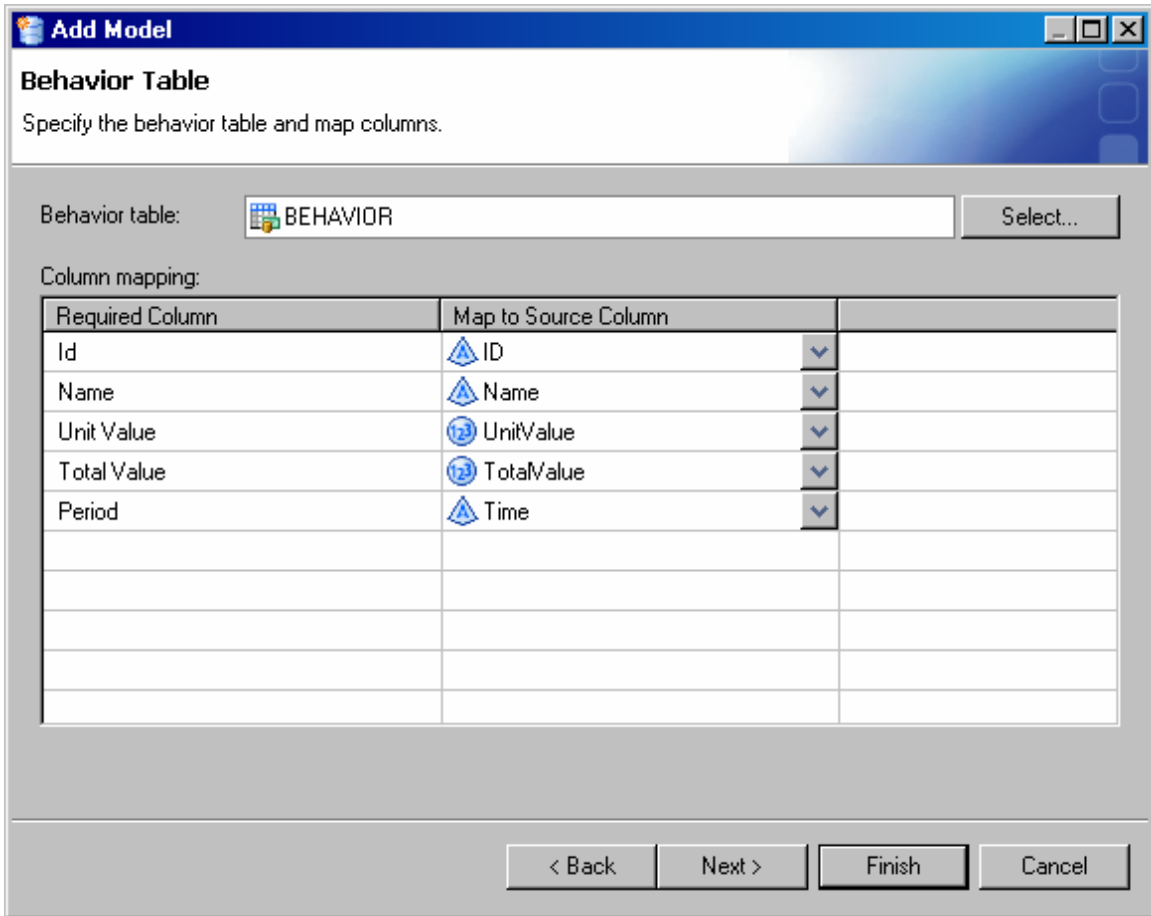 Add Model
Behavior Table
Specify the behavior table and map columns.
Behavior table: BEHAVIOR Select...
Column mapping:
Required Column Map to Source Column
Id A ID
Name A Name
Unit Value 123 UnitValue
Total Value 123 TotalValue
Period A Time
< Back Next > Finish Cancel